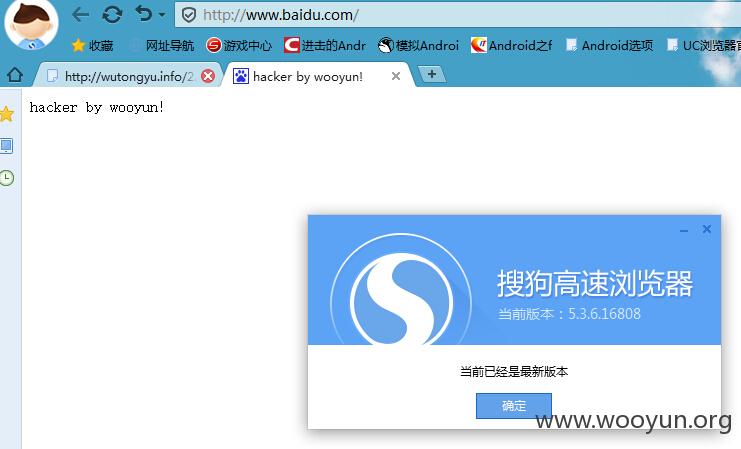 http://www.baidu.com/
收藏 网址导航 游戏中心 进击的Andr 模拟Androi Android之f Android选项 UC浏览器官
http://wutongyu.info/2 hacker by wooyun!
hacker by wooyun!
搜狗高速浏览器
当前版本：5.3.6.16808
当前已经是最新版本
确定
www.wooyun.org